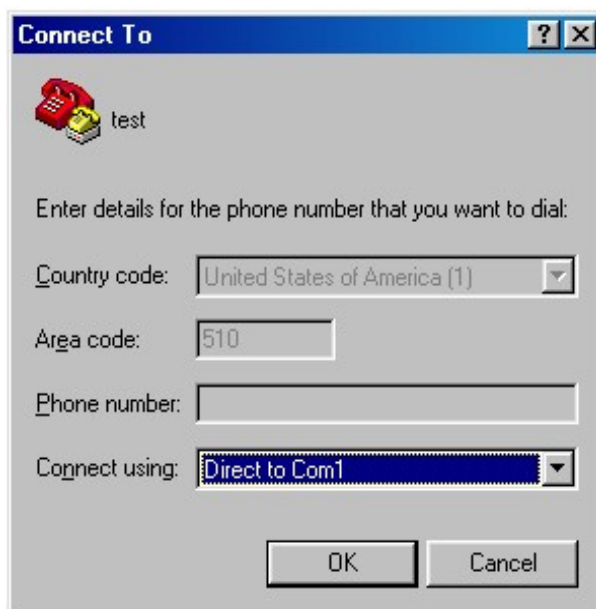 Connect To
test
Enter details for the phone number that you want to dial:
Country code: United States of America (1)
Area code: 510
Phone number:
Connect using: Direct to Com1
OK Cancel